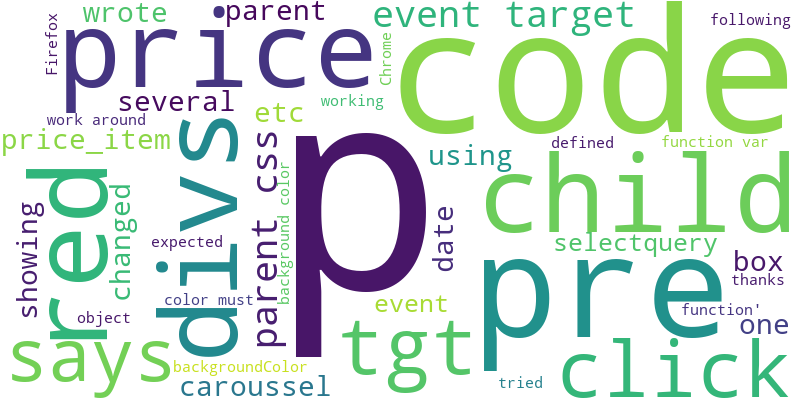 wrote
parent
event target
following
Firefox
price
Chrome
code
several
working
etc
work around
price_item
divs
p
parent css
using
defined
function var
red
changed
background color
child
showing
date
selectquery
expected
box
thanks
color must
event
pre
object
function'
one
says
tgt
click
backgroundColor
caroussel
tried